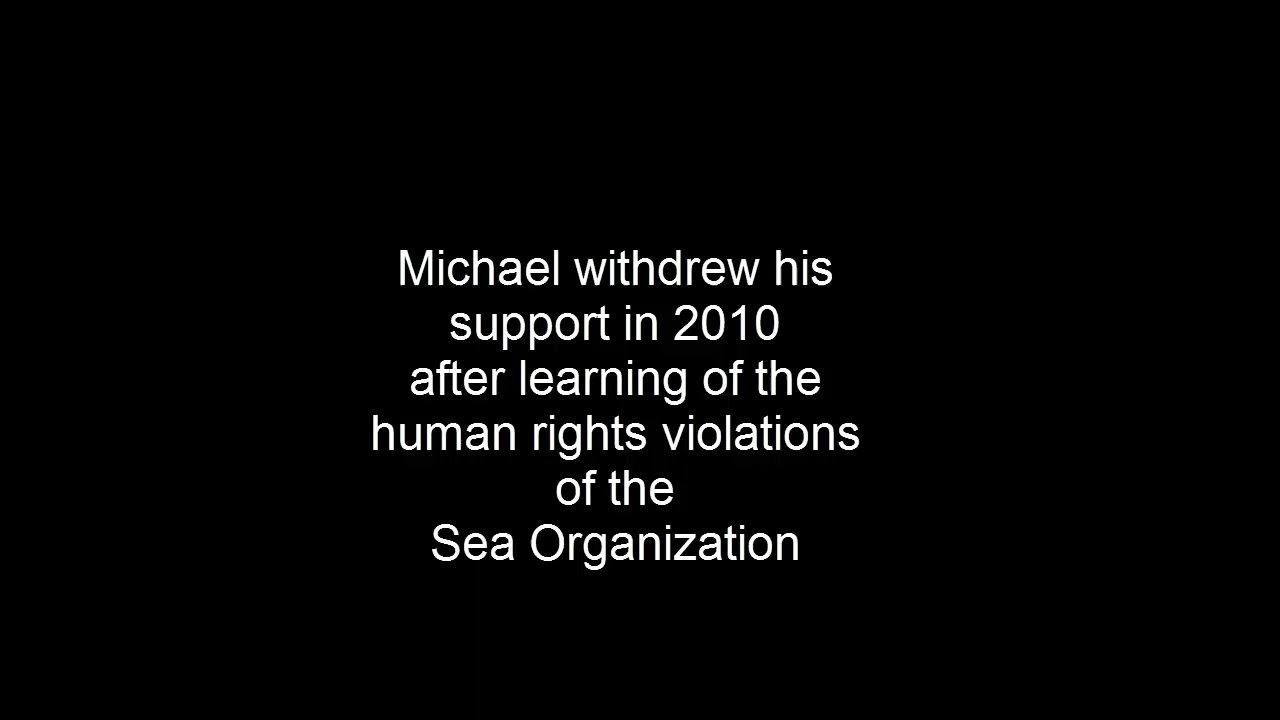 Michael withdrew his
support in 2010
after learning of the
human rights violations
of the
Sea Organization